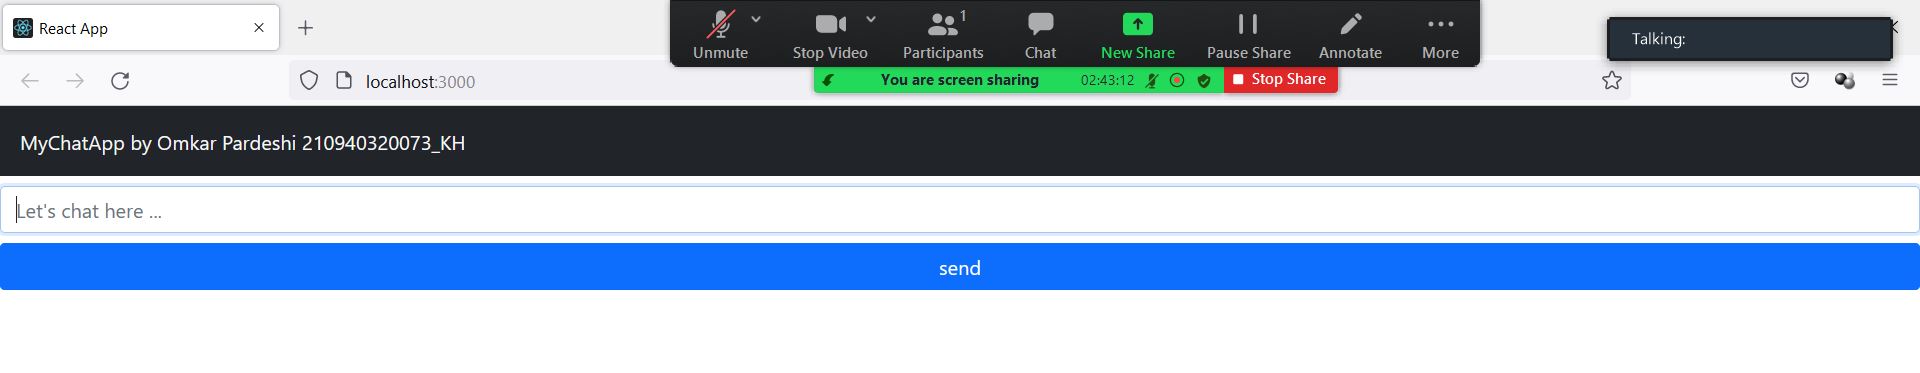 React App
1
Unmute
Stop Video
Participants
Chat
New Share
Pause Share
Annotate
More
Talking:
localhost:3000
You are screen sharing
02:43:12
Stop Share
MyChatApp by Omkar Pardeshi 210940320073_KH
Let's chat here ...
send